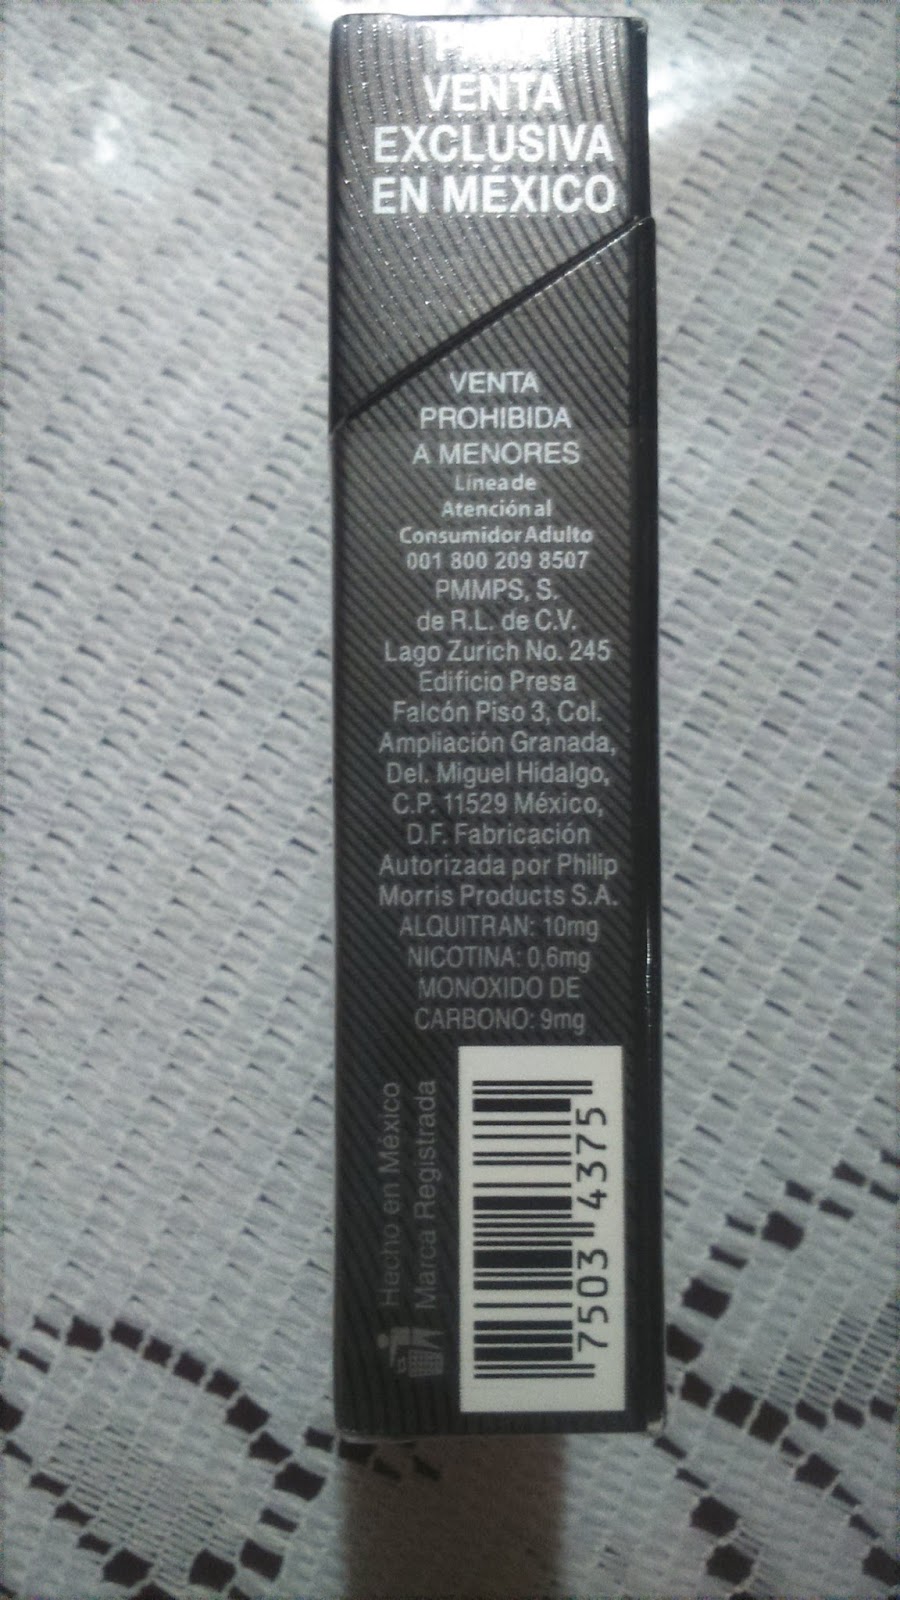 VENTA
EXCLUSIVA
EN MÉXICO
VENTA
PROHIBIDA
A MENORES
Línea de
Atención al
Consumidor Adulto
001 800 209 8507
PMMPS, S.
de R.L. de C.V.
Lago Zurich No. 245
Edificio Presa
Falcón Piso 3, Col.
Ampliación Granada,
Del. Miguel Hidalgo,
C.P. 11529 México,
D.F. Fabricación
Autorizada por Philip
Morris Products S.A.
ALQUITRAN: 10mg
NICOTINA: 0,6mg
MONOXIDO DE
CARBONO: 9mg
Hecho en México
Marca Registrada
7503 4375